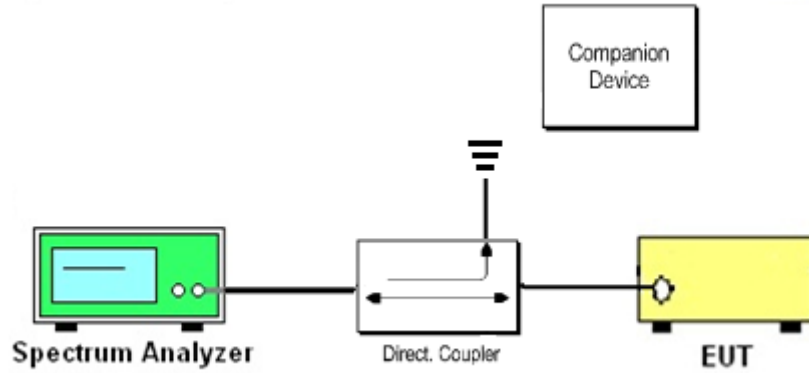 Companion
Device
Spectrum Analyzer
Direct. Coupler
EUT